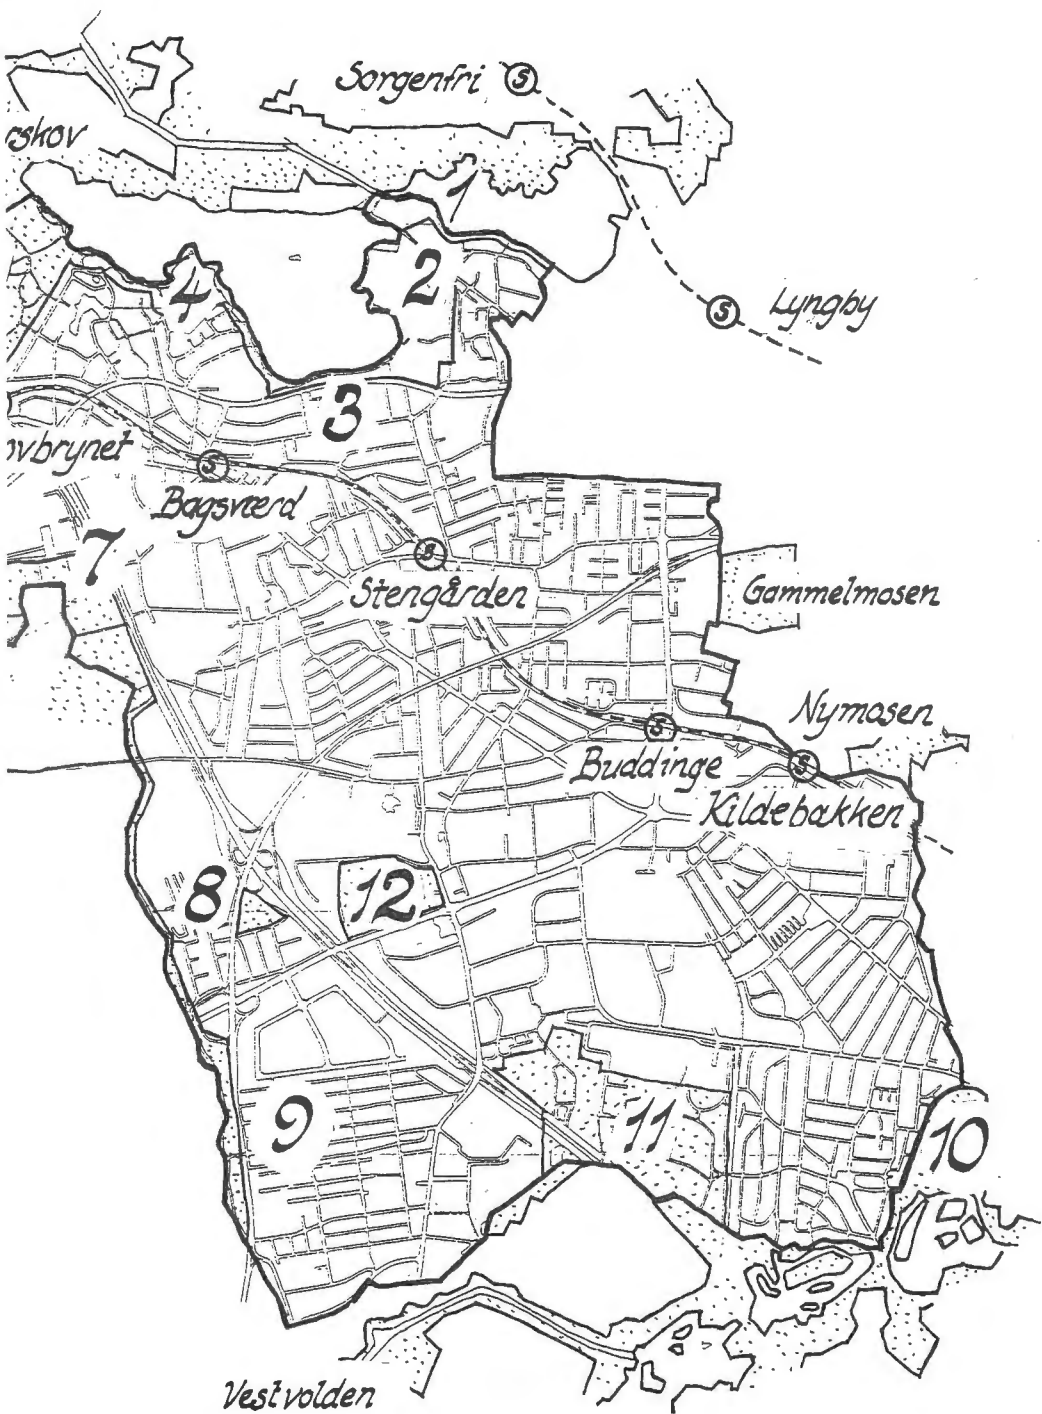 Sorgenfri S
rskov
1
2
4
S Lyngby
3
vbrynet
S
Bagsværd
7
S
Stengården
Gammelmosen
Nymosen
S
Buddinge
S
Kildebakken
8
12
9
11
10
Vestvolden